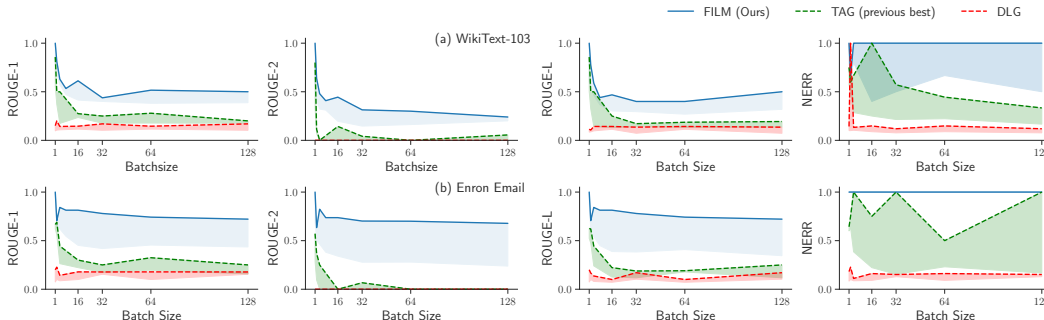 FILM (Ours) TAG (previous best) DLG
(a) WikiText-103
ROUGE-1 ROUGE-2 ROUGE-L NERR
1.0 1.0 1.0 1.0
0.5 0.5 0.5 0.5
0.0 0.0 0.0 0.0
1 16 32 64 128 1 16 32 64 128 1 16 32 64 128 1 16 32 64 12
Batchsize Batchsize Batch Size Batch Size
(b) Enron Email
ROUGE-1 ROUGE-2 ROUGE-L NERR
1.0 1.0 1.0 1.0
0.5 0.5 0.5 0.5
0.0 0.0 0.0 0.0
1 16 32 64 128 1 16 32 64 128 1 16 32 64 128 1 16 32 64 12
Batch Size Batch Size Batch Size Batch Size